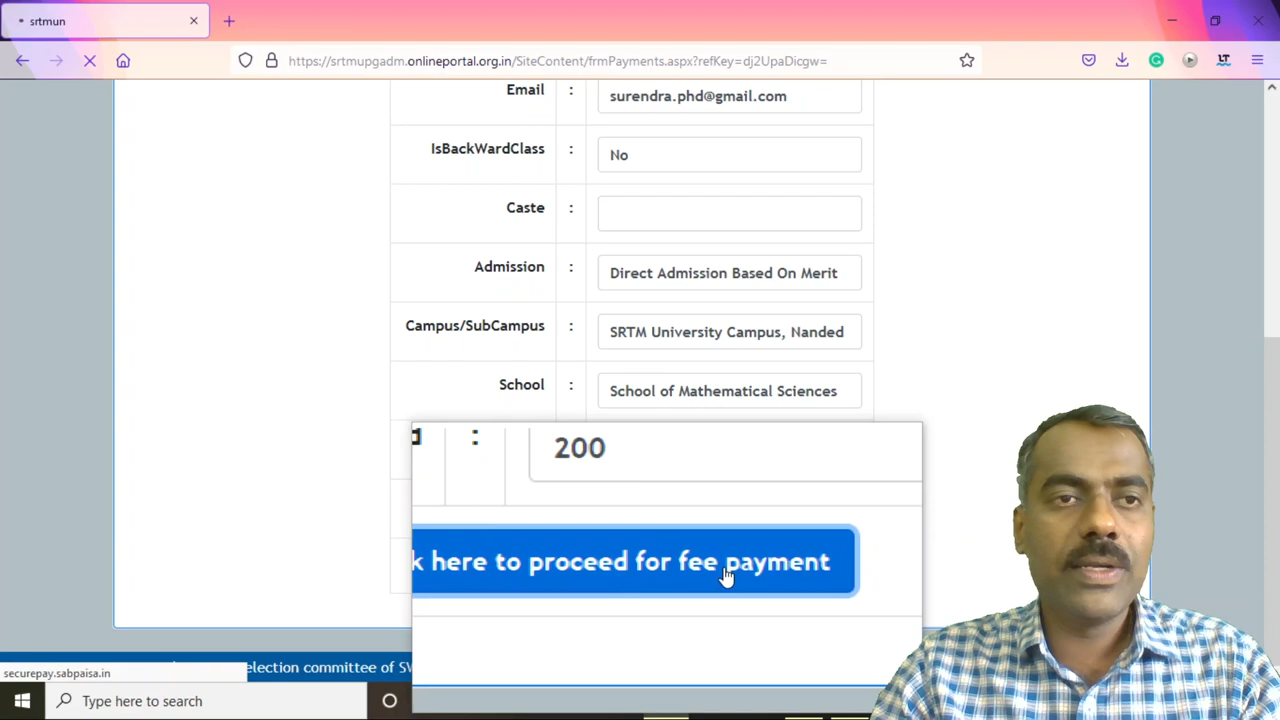 srtmun
https://srtmupgadm.onlineportal.org.in/SiteContent/frmPayments.aspx?refKey=dj2UpaDicgw=
LT
Email : surendra.phd@gmail.com
IsBackWardClass : No
Caste :
Admission : Direct Admission Based On Merit
Campus/SubCampus : SRTM University Campus, Nanded
School : School of Mathematical Sciences
: 200
k here to proceed for fee payment
election committee of SW
securepay.sabpaisa.in
Type here to search